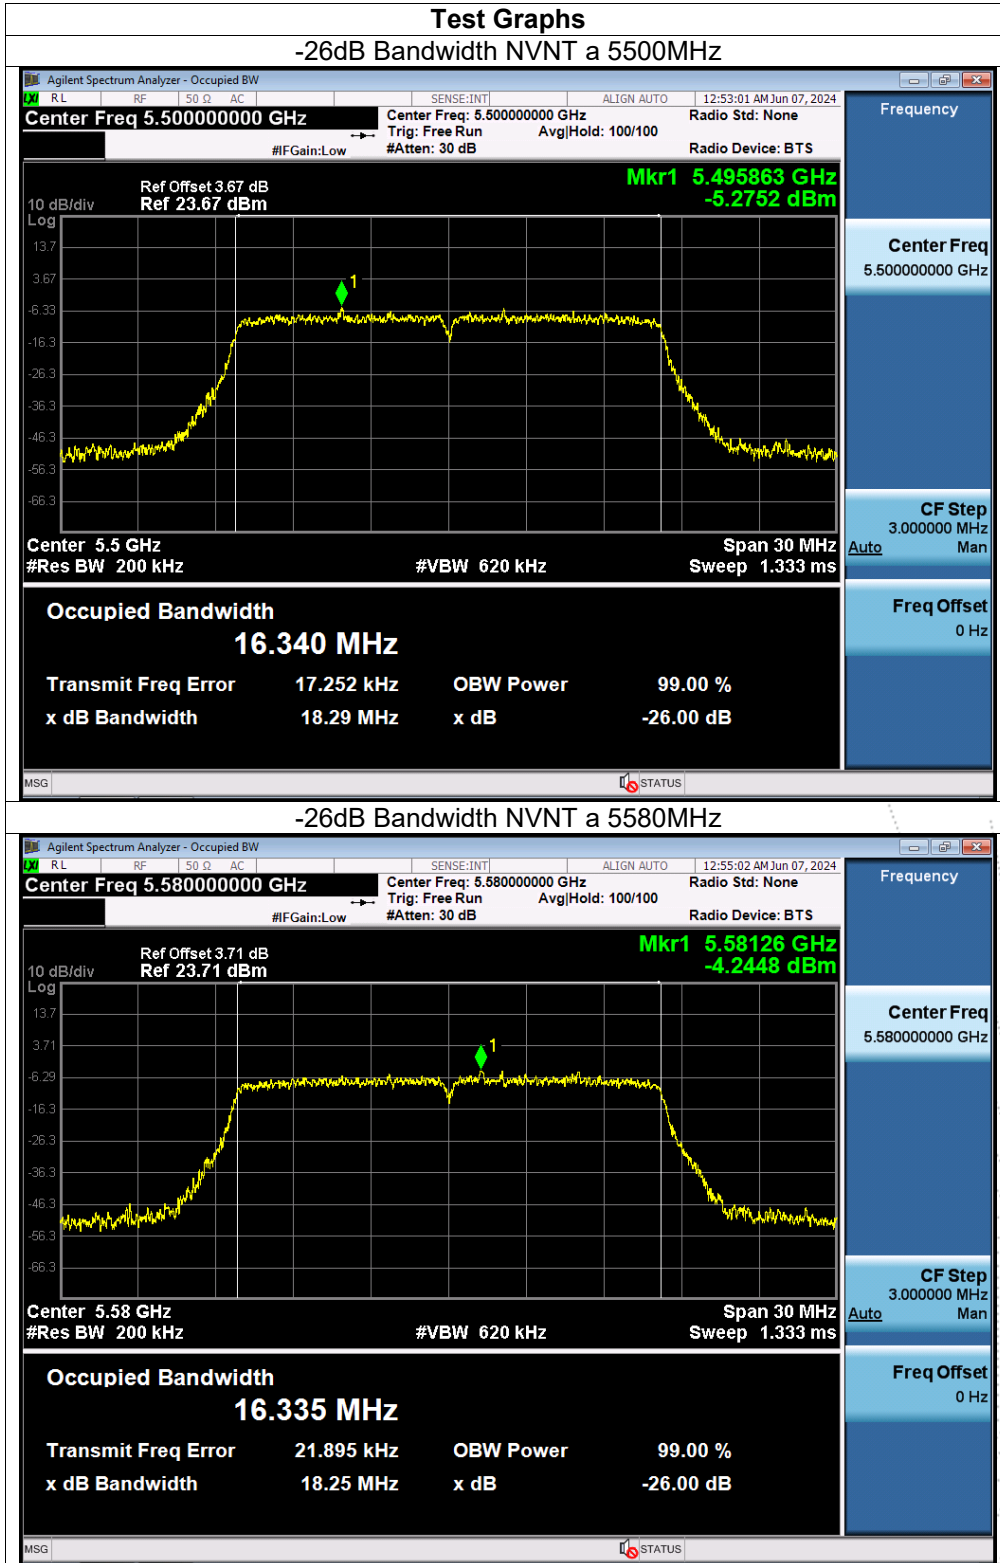 Test Graphs
-26dB Bandwidth NVNT a 5500MHz
Agilent Spectrum Analyzer - Occupied BW
LXI RL RF 50 Ω AC SENSE:INT ALIGN AUTO 12:53:01 AM Jun 07, 2024
Center Freq 5.500000000 GHz
Center Freq: 5.500000000 GHz Radio Std: None
Trig: Free Run Avg|Hold: 100/100
#IFGain:Low #Atten: 30 dB Radio Device: BTS
Frequency
Mkr1 5.495863 GHz
-5.2752 dBm
Ref Offset 3.67 dB
10 dB/div Ref 23.67 dBm
Log
13.7
3.67
-6.33
-16.3
-26.3
-36.3
-46.3
-56.3
-66.3
1
Center Freq
5.500000000 GHz
CF Step
3.000000 MHz
Auto Man
Freq Offset
0 Hz
Center 5.5 GHz Span 30 MHz
#Res BW 200 kHz #VBW 620 kHz Sweep 1.333 ms
Occupied Bandwidth
16.340 MHz
Transmit Freq Error 17.252 kHz OBW Power 99.00 %
x dB Bandwidth 18.29 MHz x dB -26.00 dB
MSG STATUS
-26dB Bandwidth NVNT a 5580MHz
Agilent Spectrum Analyzer - Occupied BW
LXI RL RF 50 Ω AC SENSE:INT ALIGN AUTO 12:55:02 AM Jun 07, 2024
Center Freq 5.580000000 GHz
Center Freq: 5.580000000 GHz Radio Std: None
Trig: Free Run Avg|Hold: 100/100
#IFGain:Low #Atten: 30 dB Radio Device: BTS
Frequency
Mkr1 5.58126 GHz
-4.2448 dBm
Ref Offset 3.71 dB
10 dB/div Ref 23.71 dBm
Log
13.7
3.71
-6.29
-16.3
-26.3
-36.3
-46.3
-56.3
-66.3
1
Center Freq
5.580000000 GHz
CF Step
3.000000 MHz
Auto Man
Freq Offset
0 Hz
Center 5.58 GHz Span 30 MHz
#Res BW 200 kHz #VBW 620 kHz Sweep 1.333 ms
Occupied Bandwidth
16.335 MHz
Transmit Freq Error 21.895 kHz OBW Power 99.00 %
x dB Bandwidth 18.25 MHz x dB -26.00 dB
MSG STATUS